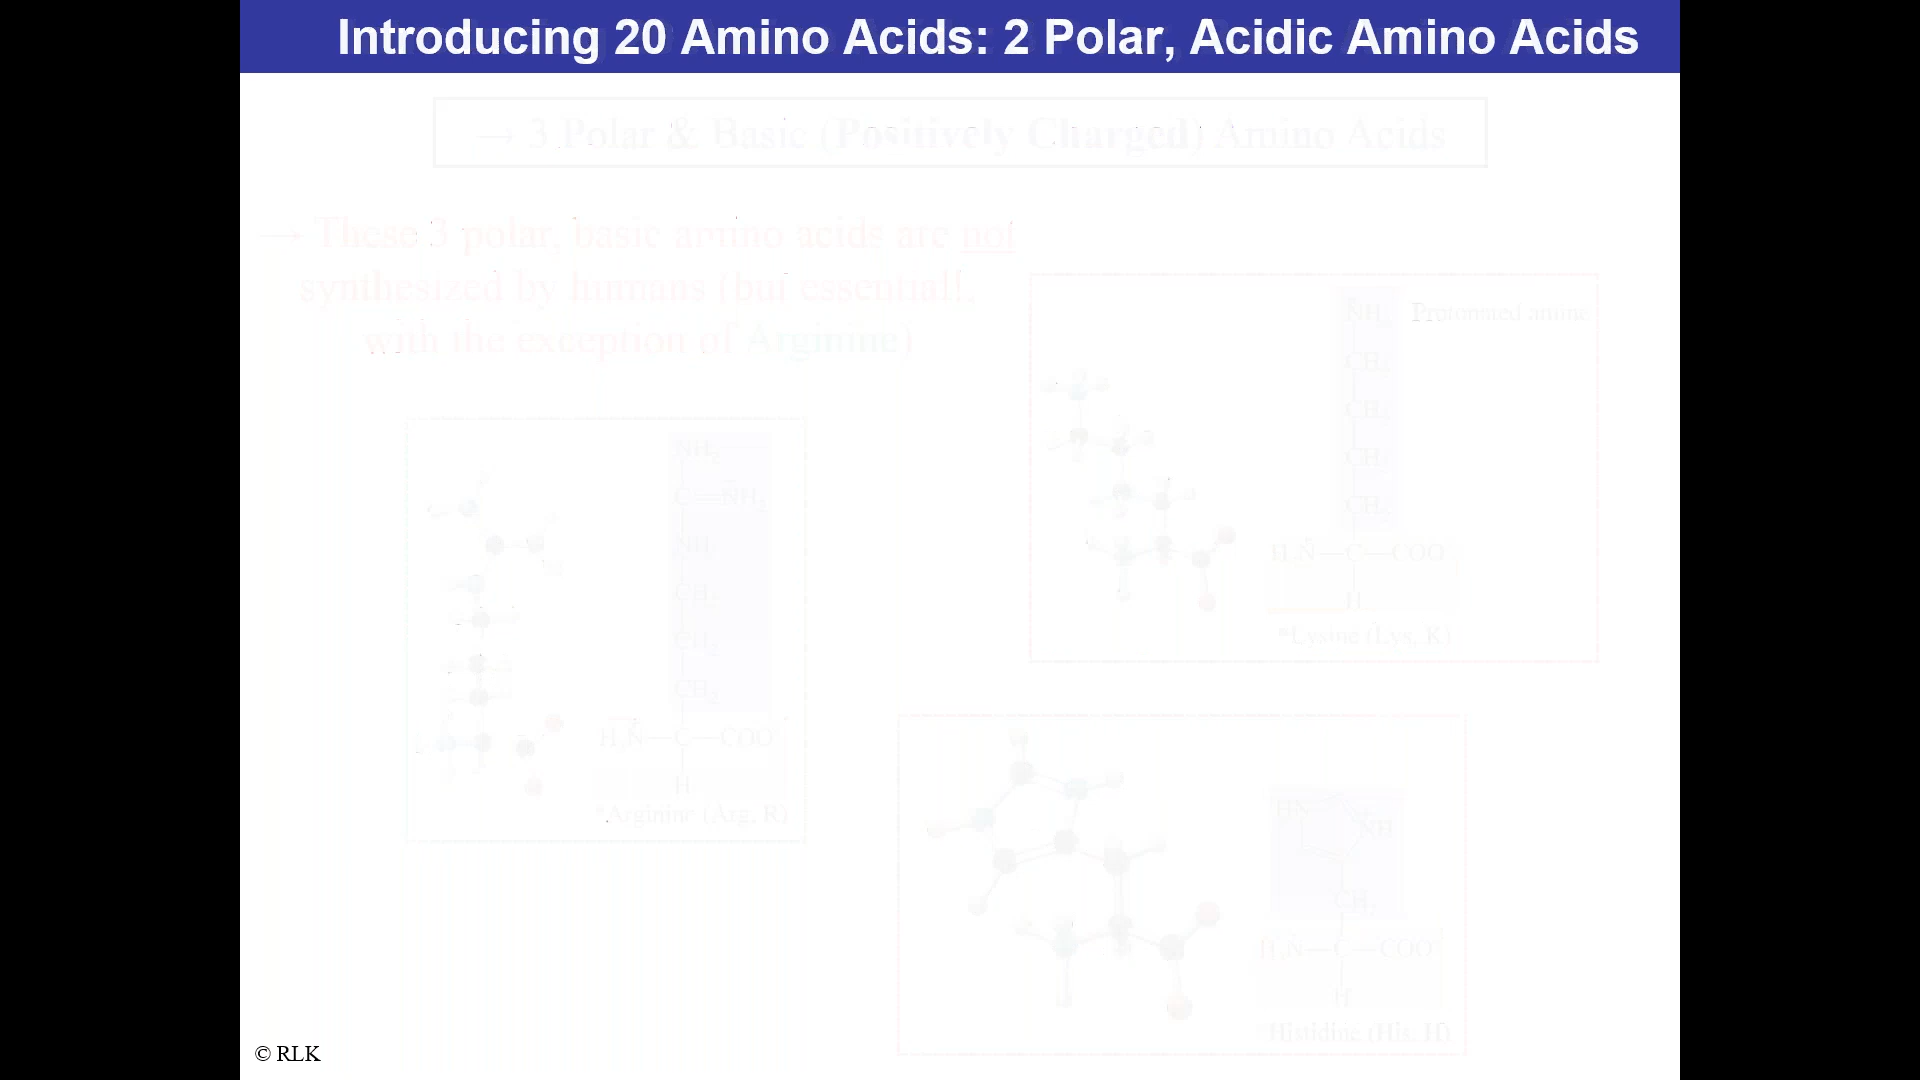 Introducing 20 Amino Acids: 2 Polar, Acidic Amino Acids
→ 3 Polar & Basic (Positively Charged) Amino Acids
→ These 3 polar, basic amino acids are not
synthesized by humans (but essential!,
with the exception of Arginine)
NH3 Protonated amine
CH2
CH2
CH2
CH2
H3N—C—COO
H
*Lysine (Lys, K)
NH2
C═NH2
NH
CH2
CH2
CH2
H3N—C—COO
H
*Arginine (Arg, R)
HN
NH
CH2
H3N—C—COO
H
Histidine (His, H)
© RLK